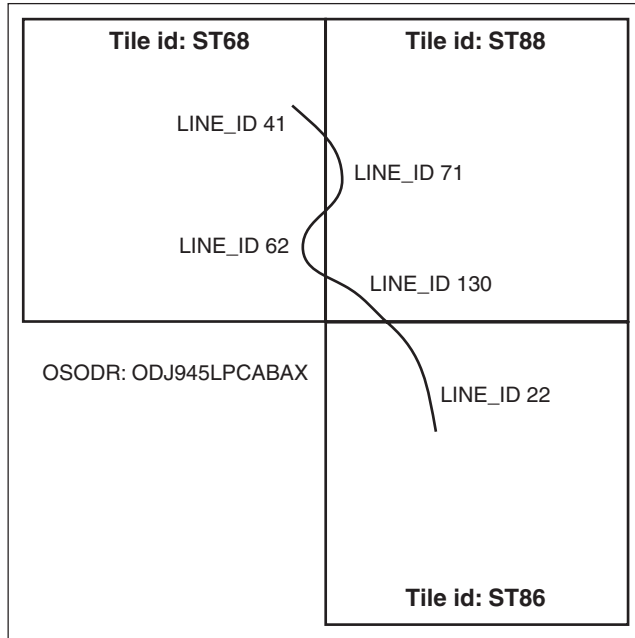 Tile id: ST68
Tile id: ST88
LINE_ID 41
LINE_ID 71
LINE_ID 62
LINE_ID 130
OSODR: ODJ945LPCABAX
LINE_ID 22
Tile id: ST86